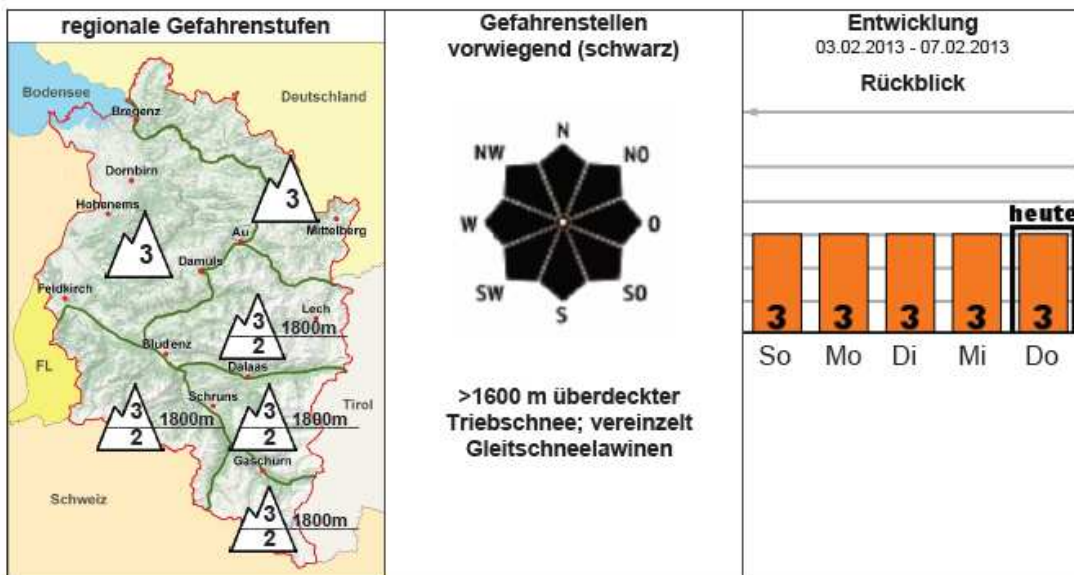 regionale Gefahrenstufen
Bodensee
Deutschland
Bregenz
Dornbirn
Hohenems
3
Mittelberg
Au
3
Damüls
Feldkirch
Lech
3
1800m
2
Bludenz
FL
Dalaas
Schruns
Tirol
3
1800m
2
3
1800m
2
Gaschurn
Schweiz
3
1800m
2
Gefahrenstellen
vorwiegend (schwarz)
N
NW
NO
W
O
SW
SO
S
>1600 m überdeckter
Triebschnee; vereinzelt
Gleitschneelawinen
Entwicklung
03.02.2013 - 07.02.2013
Rückblick
heute
3 3 3 3 3
So Mo Di Mi Do